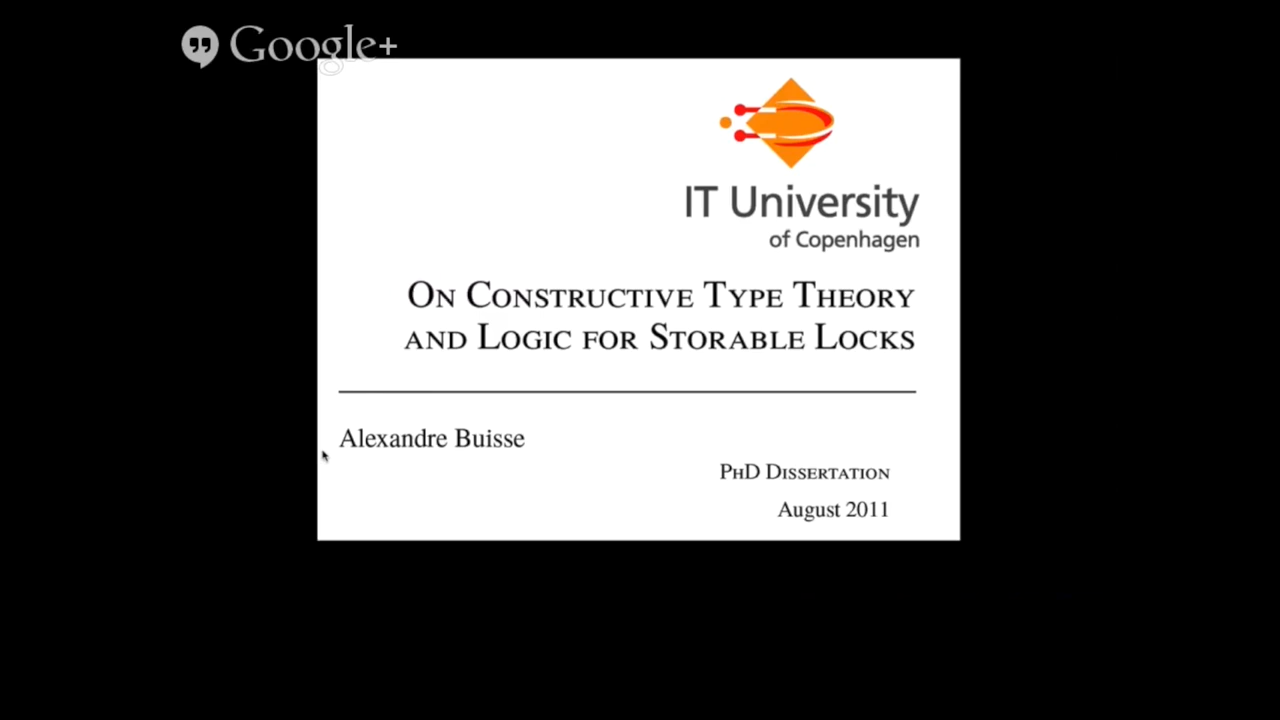 Google+
IT University
of Copenhagen
On Constructive Type Theory
and Logic for Storable Locks
Alexandre Buisse
PhD Dissertation
August 2011